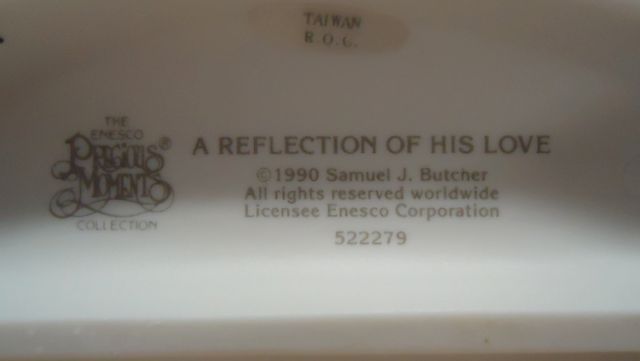 TAIWAN
R.O.C.
THE
ENESCO
PRECIOUS®
MOMENTS
COLLECTION
A REFLECTION OF HIS LOVE
©1990 Samuel J. Butcher
All rights reserved worldwide
Licensee Enesco Corporation
522279